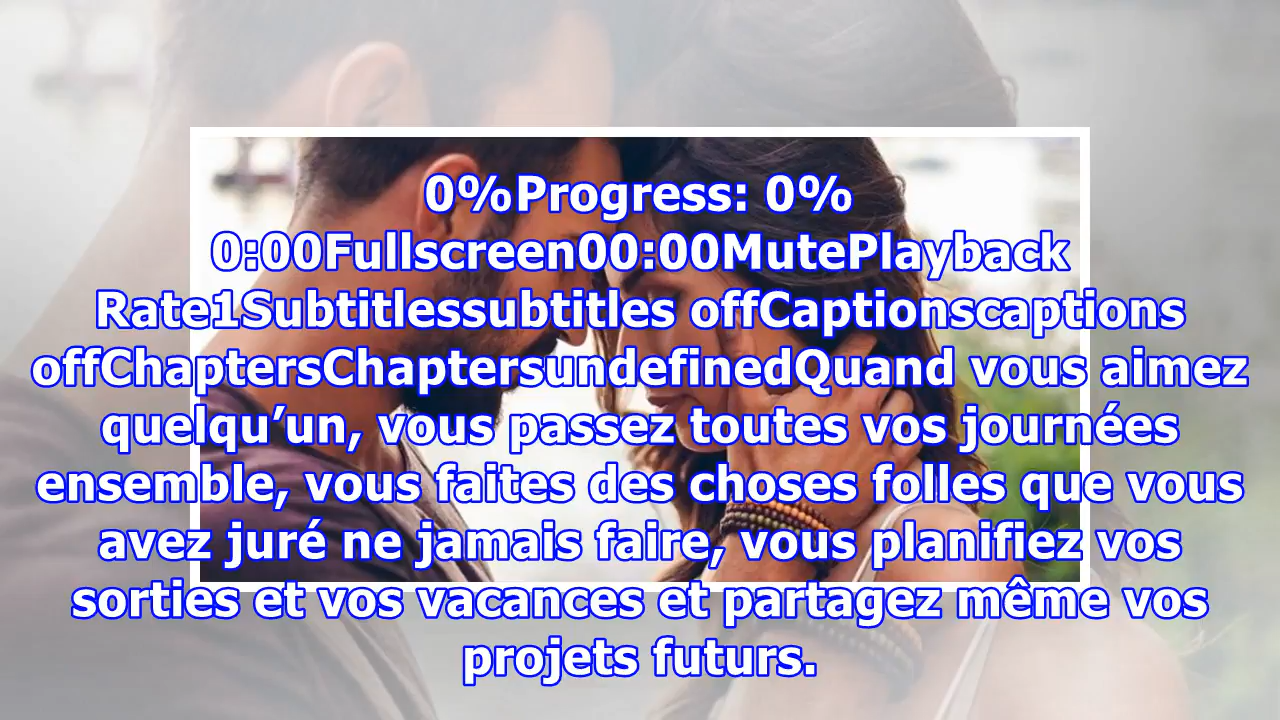 0%Progress: 0%
0:00Fullscreen00:00MutePlayback
Rate1Subtitlessubtitles offCaptionscaptions
offChaptersChaptersundefinedQuand vous aimez
quelqu’un, vous passez toutes vos journées
ensemble, vous faites des choses folles que vous
avez juré ne jamais faire, vous planifiez vos
sorties et vos vacances et partagez même vos
projets futurs.